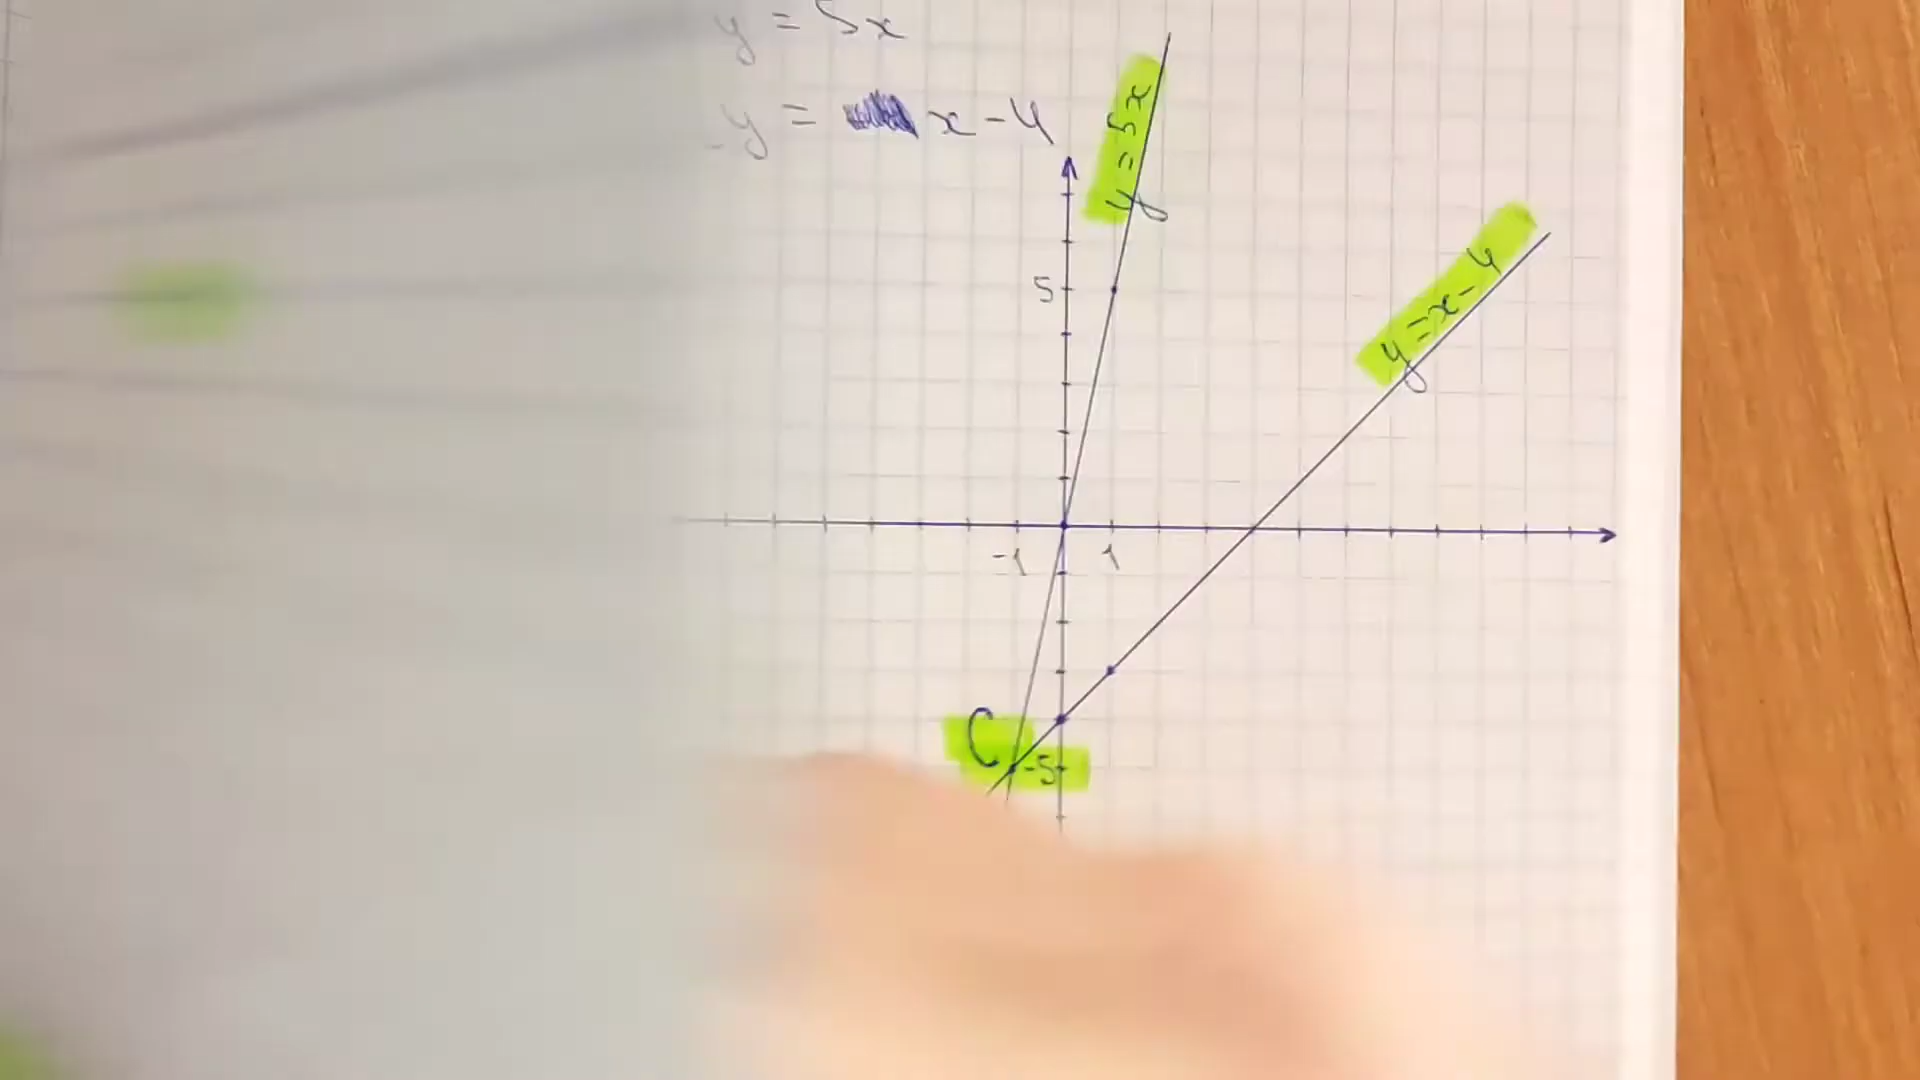 y = 5x
y = x - 4
y = 5x
y = x - 4
5
-1 1
C
-5